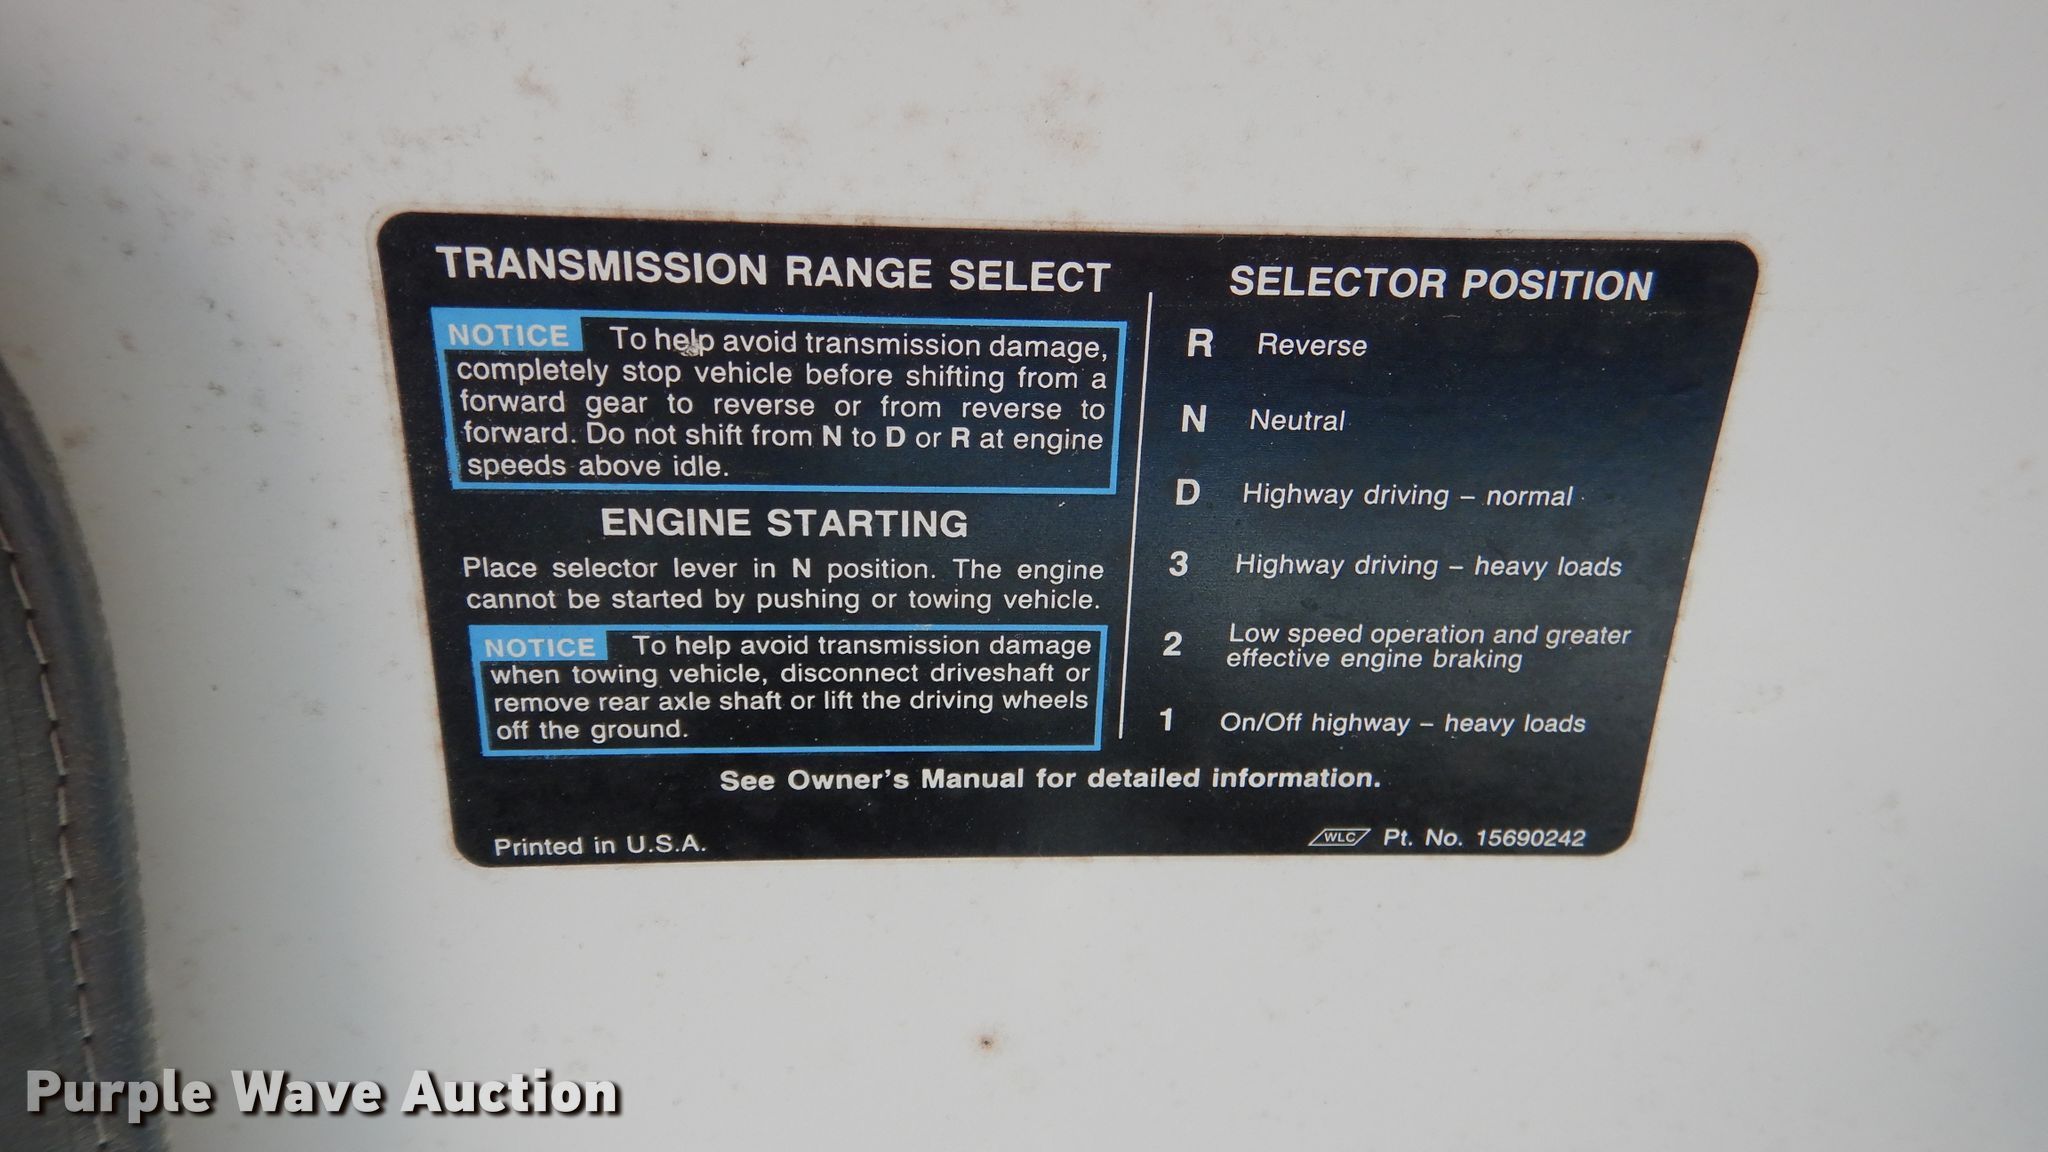 TRANSMISSION RANGE SELECT
NOTICE To help avoid transmission damage,
completely stop vehicle before shifting from a
forward gear to reverse or from reverse to
forward. Do not shift from N to D or R at engine
speeds above idle.
ENGINE STARTING
Place selector lever in N position. The engine
cannot be started by pushing or towing vehicle.
NOTICE To help avoid transmission damage
when towing vehicle, disconnect driveshaft or
remove rear axle shaft or lift the driving wheels
off the ground.
SELECTOR POSITION
R Reverse
N Neutral
D Highway driving – normal
3 Highway driving – heavy loads
2 Low speed operation and greater
effective engine braking
1 On/Off highway – heavy loads
See Owner's Manual for detailed information.
Printed in U.S.A.
WLC Pt. No. 15690242
Purple Wave Auction